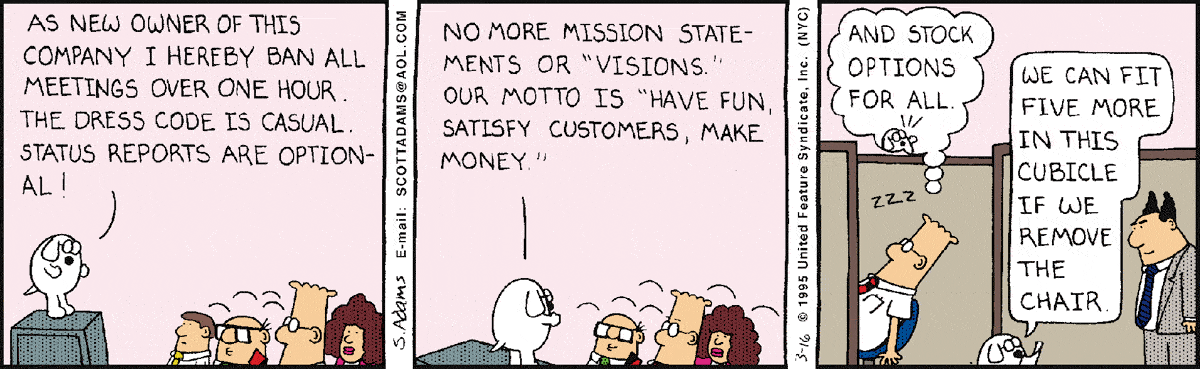 AS NEW OWNER OF THIS
COMPANY I HEREBY BAN ALL
MEETINGS OVER ONE HOUR.
THE DRESS CODE IS CASUAL.
STATUS REPORTS ARE OPTION-
AL!
S. Adams E-mail: SCOTTADAMS@AOL.COM
NO MORE MISSION STATE-
MENTS OR "VISIONS."
OUR MOTTO IS "HAVE FUN,
SATISFY CUSTOMERS, MAKE
MONEY."
3-16 © 1995 United Feature Syndicate, Inc. (NYC)
AND STOCK
OPTIONS
FOR ALL.
ZZZ
WE CAN FIT
FIVE MORE
IN THIS
CUBICLE
IF WE
REMOVE
THE
CHAIR.